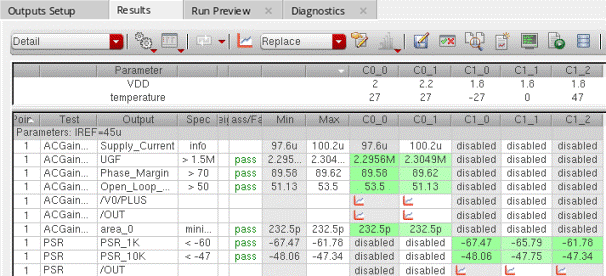 Outputs Setup Results Run Preview Diagnostics
Detail Replace
Parameter C0_0 C0_1 C1_0 C1_1 C1_2
VDD 2 2.2 1.8 1.8 1.8
temperature 27 27 -27 0 47
Test Output Spec Min Max C0_0 C0_1 C1_0 C1_1 C1_2
Parameters: IREF=45u
1 ACGain... Supply_Current info 97.6u 100.2u 97.6u 100.2u disabled disabled disabled
1 ACGain... UGF > 1.5M pass 2.295... 2.304... 2.2956M 2.3049M disabled disabled disabled
1 ACGain... Phase_Margin > 70 pass 89.58 89.62 89.58 89.62 disabled disabled disabled
1 ACGain... Open_Loop_... > 50 pass 51.13 53.5 53.5 51.13 disabled disabled disabled
1 ACGain... /V0/PLUS disabled disabled disabled
1 ACGain... /OUT disabled disabled disabled
1 ACGain... area_0 mini... pass 232.5p 232.5p 232.5p 232.5p disabled disabled disabled
1 PSR PSR_1K < -60 pass -67.47 -61.78 disabled disabled -67.47 -65.79 -61.78
1 PSR PSR_10K < -47 pass -48.06 -47.34 disabled disabled -48.06 -47.75 -47.34
1 PSR /OUT disabled disabled